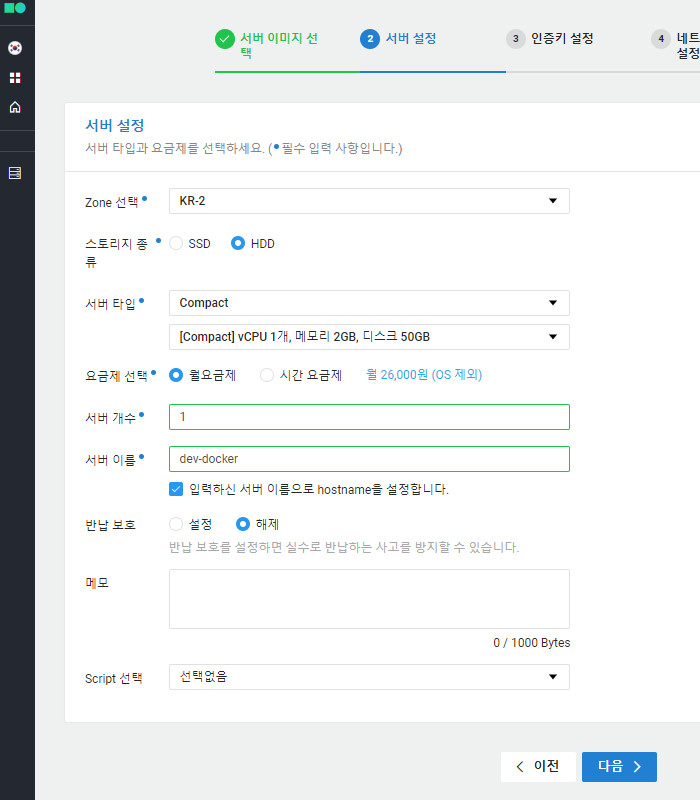 서버 이미지 선
택
2 서버 설정
3 인증키 설정
4 네트
설정
서버 설정
서버 타입과 요금제를 선택하세요. (• 필수 입력 사항입니다.)
Zone 선택•
KR-2
스토리지 종•
류
SSD HDD
서버 타입•
Compact
[Compact] vCPU 1개, 메모리 2GB, 디스크 50GB
요금제 선택•
월요금제 시간 요금제 월 26,000원 (OS 제외)
서버 개수•
1
서버 이름•
dev-docker
입력하신 서버 이름으로 hostname을 설정합니다.
반납 보호
설정 해제
반납 보호를 설정하면 실수로 반납하는 사고를 방지할 수 있습니다.
메모
0 / 1000 Bytes
Script 선택
선택없음
이전
다음